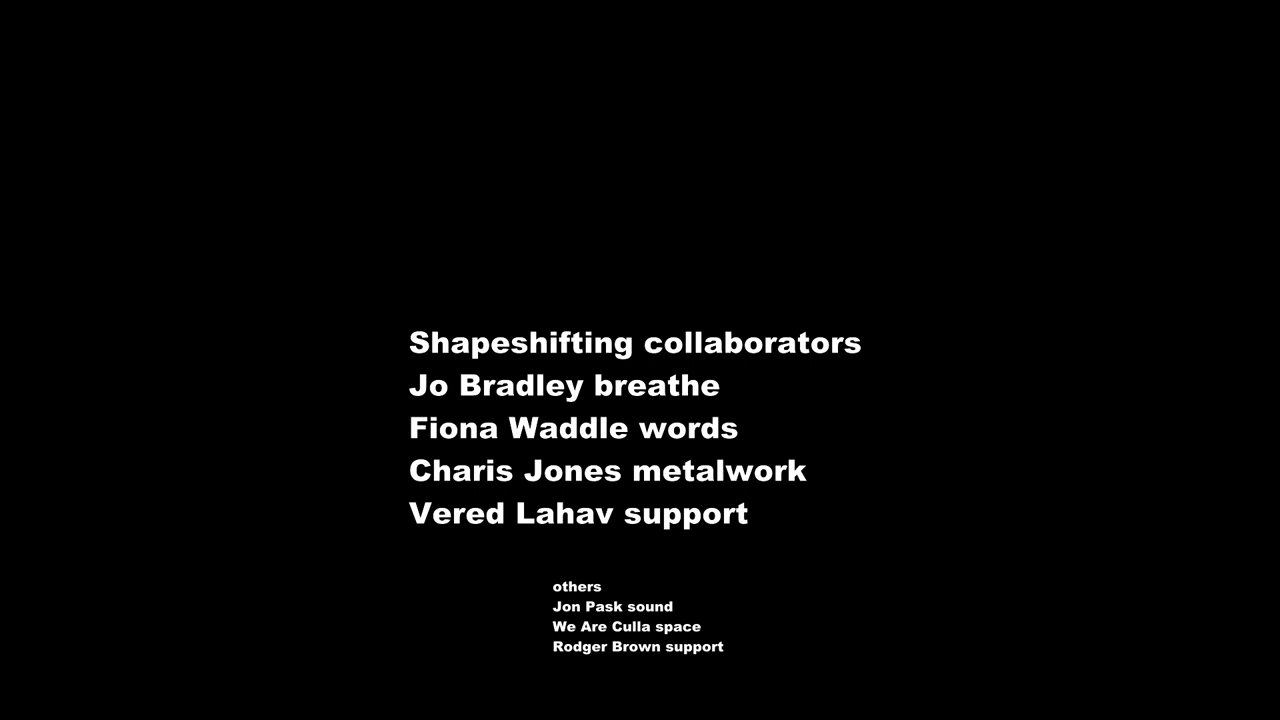 Shapeshifting collaborators
Jo Bradley breathe
Fiona Waddle words
Charis Jones metalwork
Vered Lahav support
others
Jon Pask sound
We Are Culla space
Rodger Brown support